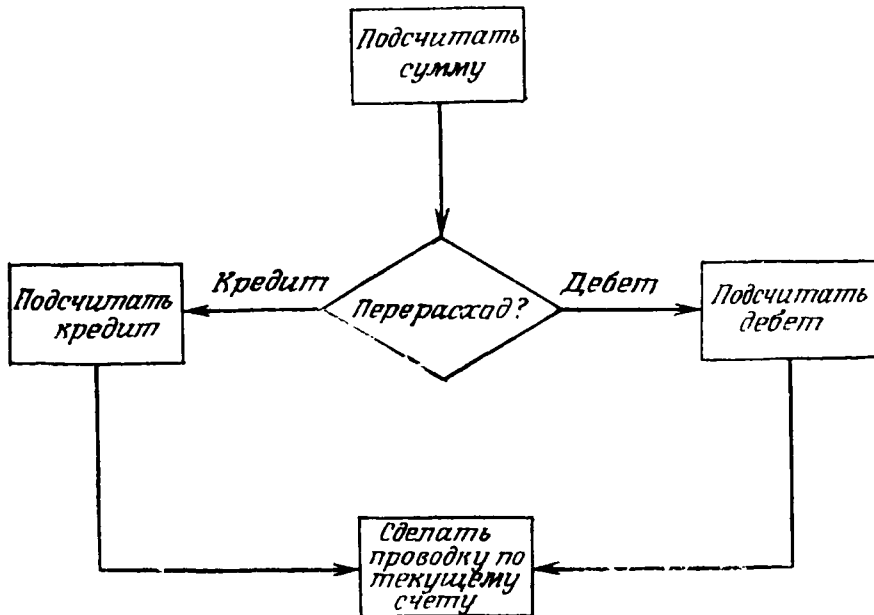 Подсчитать
сумму
Кредит
Перерасход?
Дебет
Подсчитать
кредит
Подсчитать
дебет
Сделать
проводку по
текущему
счету